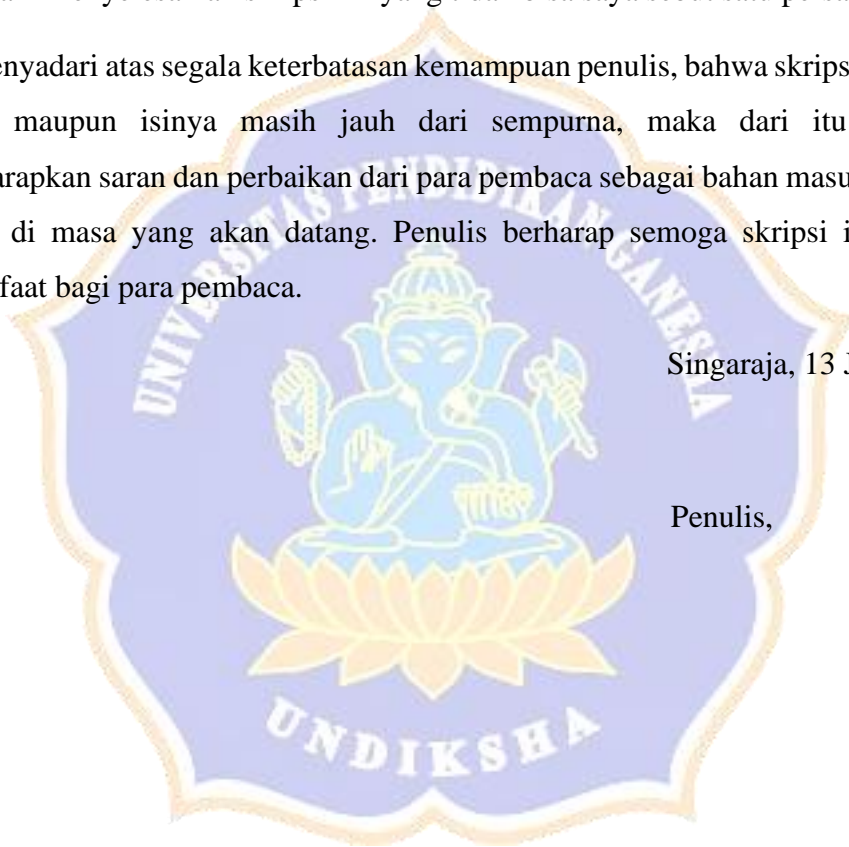 enyadari atas segala keterbatasan kemampuan penulis, bahwa skrips
maupun isinya masih jauh dari sempurna, maka dari itu
arapkan saran dan perbaikan dari para pembaca sebagai bahan masu
di masa yang akan datang. Penulis berharap semoga skripsi i
faat bagi para pembaca.
UNIVERSITAS PENDIDIKAN GANESHA
Singaraja, 13 J
Penulis,
UNDIKSHA